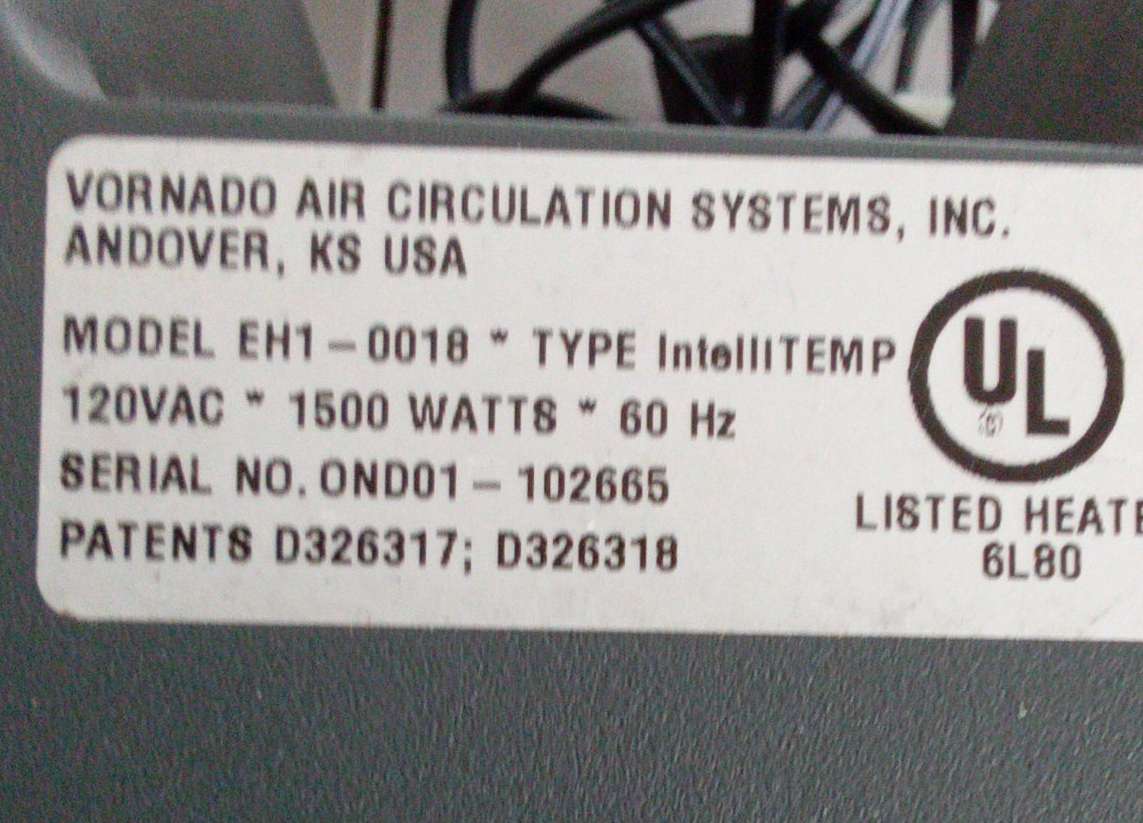 VORNADO AIR CIRCULATION SYSTEMS, INC.
ANDOVER, KS USA
MODEL EH1-0018 * TYPE IntellITEMP
120VAC * 1500 WATTS * 60 Hz
SERIAL NO. OND01-102665
PATENTS D326317; D326318
UL
®
LISTED HEATE
6L80